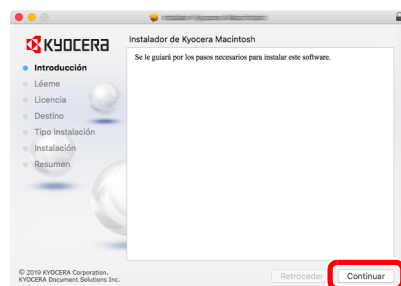 KYOCERA
Instalador de Kyocera Macintosh
Se le guiará por los pasos necesarios para instalar este software.
Introducción
Léeme
Licencia
Destino
Tipo instalación
Instalación
Resumen
© 2019 KYOCERA Corporation,
KYOCERA Document Solutions Inc.
Retroceder
Continuar